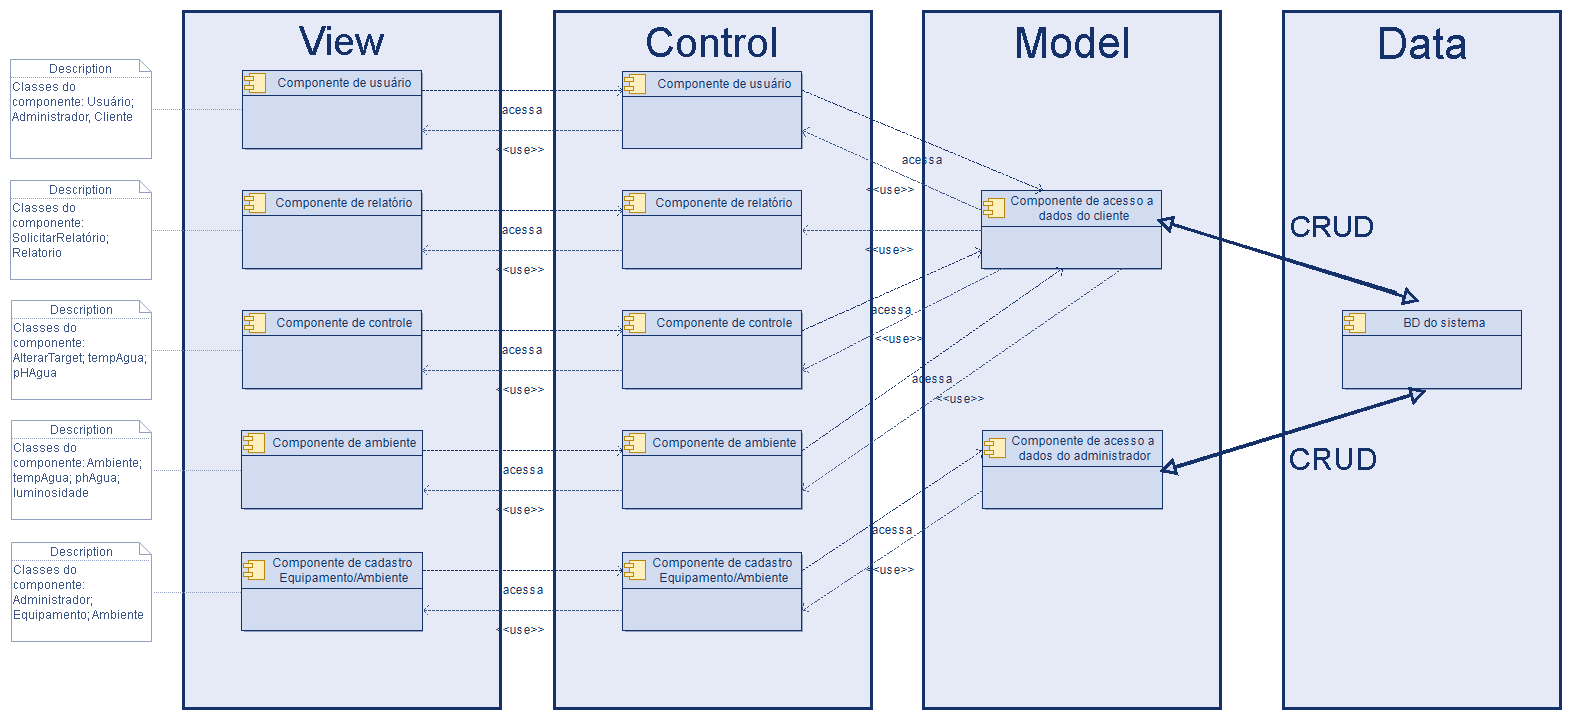 View
Control
Model
Data
Description
Classes do
componente: Usuário;
Administrador, Cliente
Componente de usuário
acessa
<<use>>
Componente de usuário
acessa
<<use>>
Description
Classes do
componente:
SolicitarRelatório;
Relatorio
Componente de relatório
acessa
<<use>>
Componente de relatório
<<use>>
Componente de acesso a
dados do cliente
CRUD
Description
Classes do
componente:
AlterarTarget; tempAgua;
pHAgua
Componente de controle
acessa
<<use>>
Componente de controle
acessa
<<use>>
BD do sistema
Description
Classes do
componente: Ambiente;
tempAgua; phAgua;
luminosidade
Componente de ambiente
acessa
<<use>>
Componente de ambiente
acessa
<<use>>
Componente de acesso a
dados do administrador
CRUD
Description
Classes do
componente:
Administrador;
Equipamento; Ambiente
Componente de cadastro
Equipamento/Ambiente
acessa
<<use>>
Componente de cadastro
Equipamento/Ambiente
acessa
<<use>>